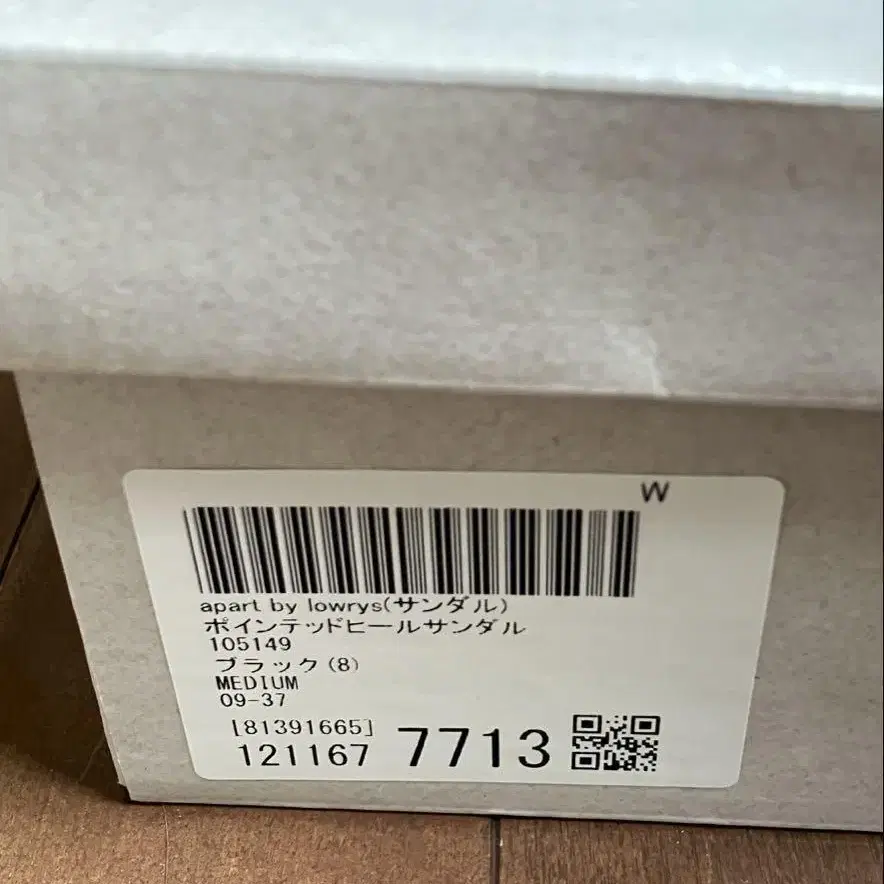 W
apart by lowrys(サンダル)
ポインテッドヒールサンダル
105149
ブラック(8)
MEDIUM
09-37
[81391665]
121167 7713